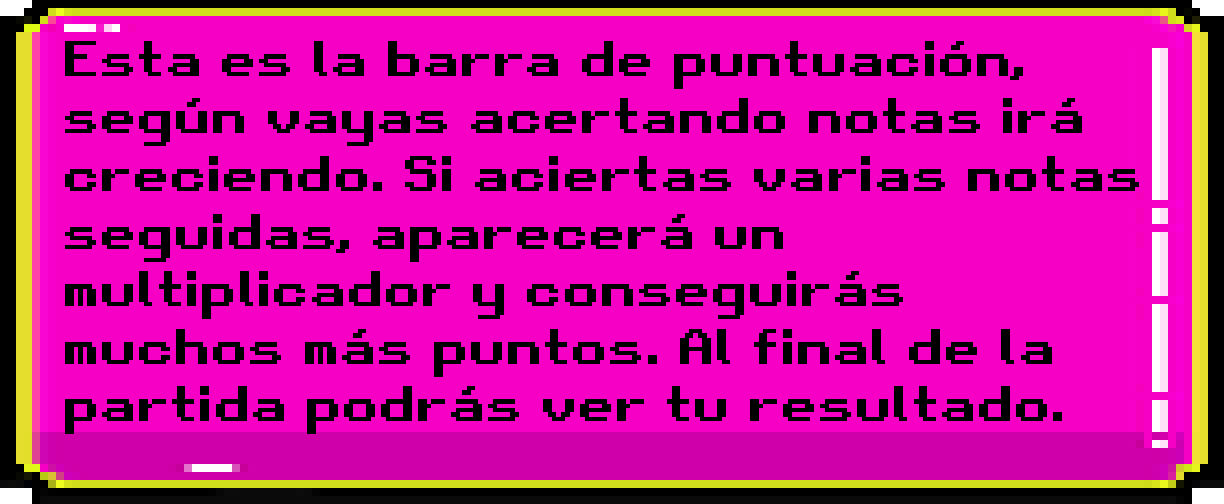 Esta es la barra de puntuación,
según vayas acertando notas irá
creciendo. Si aciertas varias notas
seguidas, aparecerá un
multiplicador y conseguirás
muchos más puntos. Al final de la
partida podrás ver tu resultado.